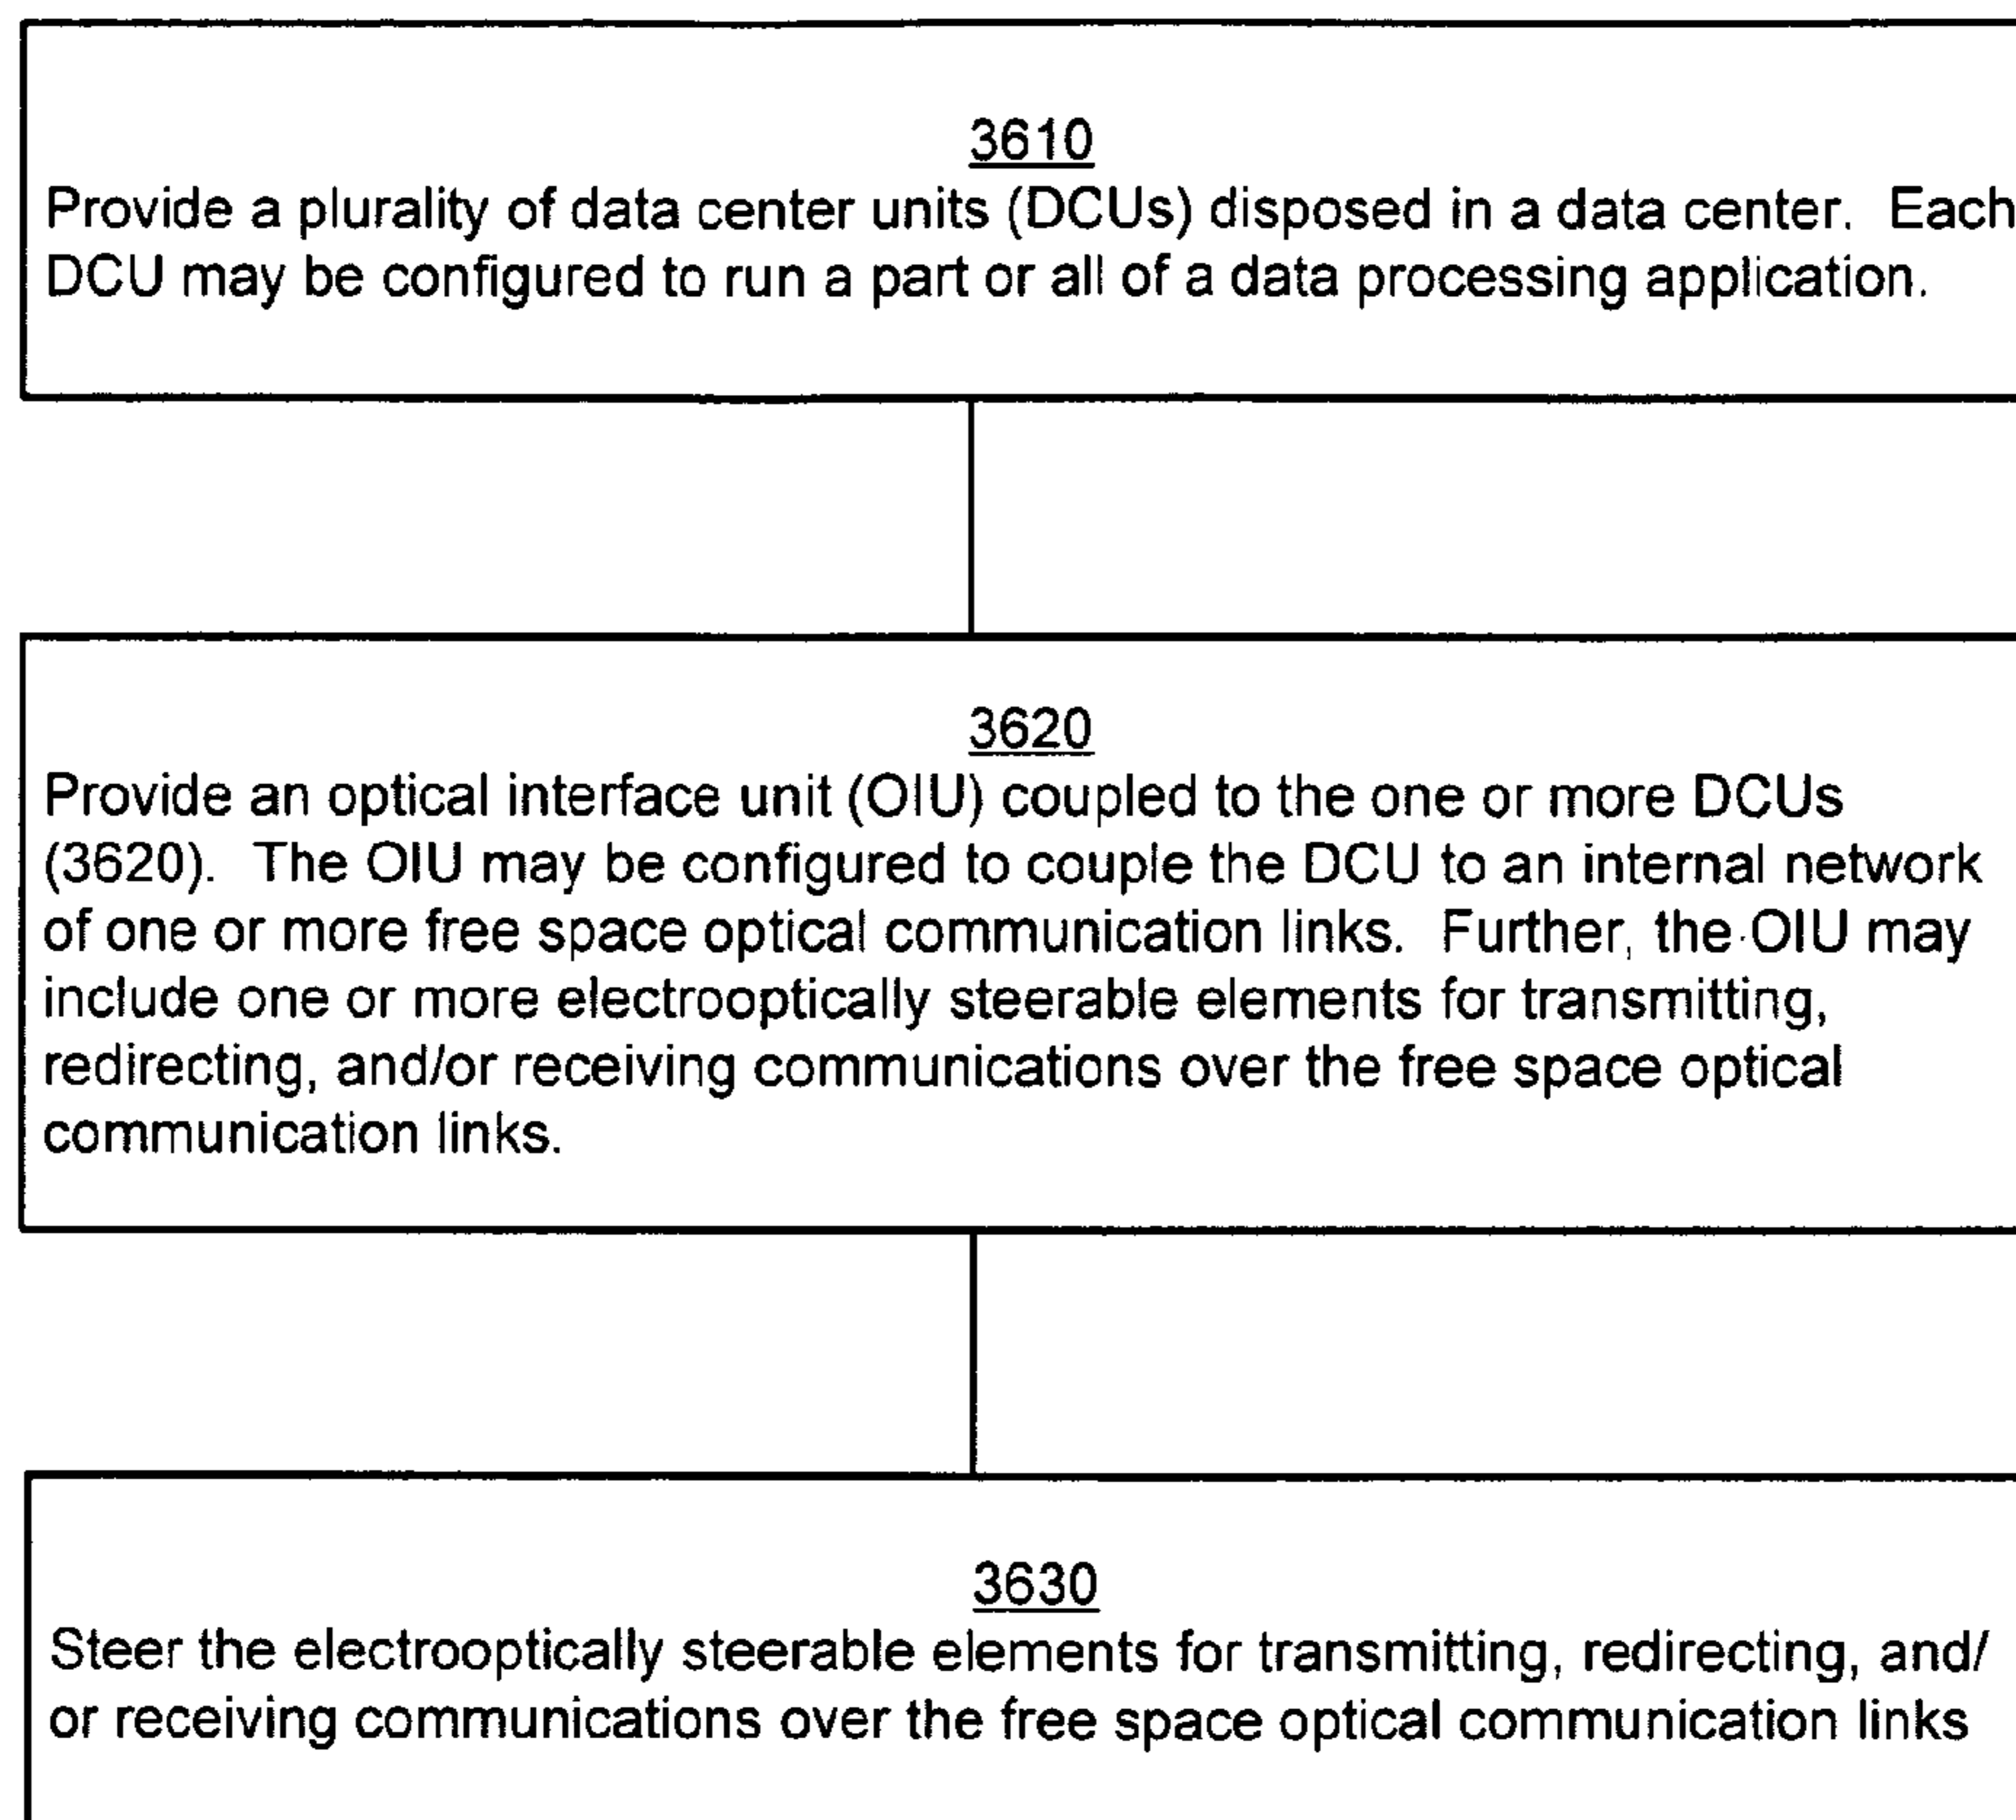 3610
Provide a plurality of data center units (DCUs) disposed in a data center. Each
DCU may be configured to run a part or all of a data processing application.
3620
Provide an optical interface unit (OIU) coupled to the one or more DCUs
(3620). The OIU may be configured to couple the DCU to an internal network
of one or more free space optical communication links. Further, the OIU may
include one or more electrooptically steerable elements for transmitting,
redirecting, and/or receiving communications over the free space optical
communication links.
3630
Steer the electrooptically steerable elements for transmitting, redirecting, and/
or receiving communications over the free space optical communication links